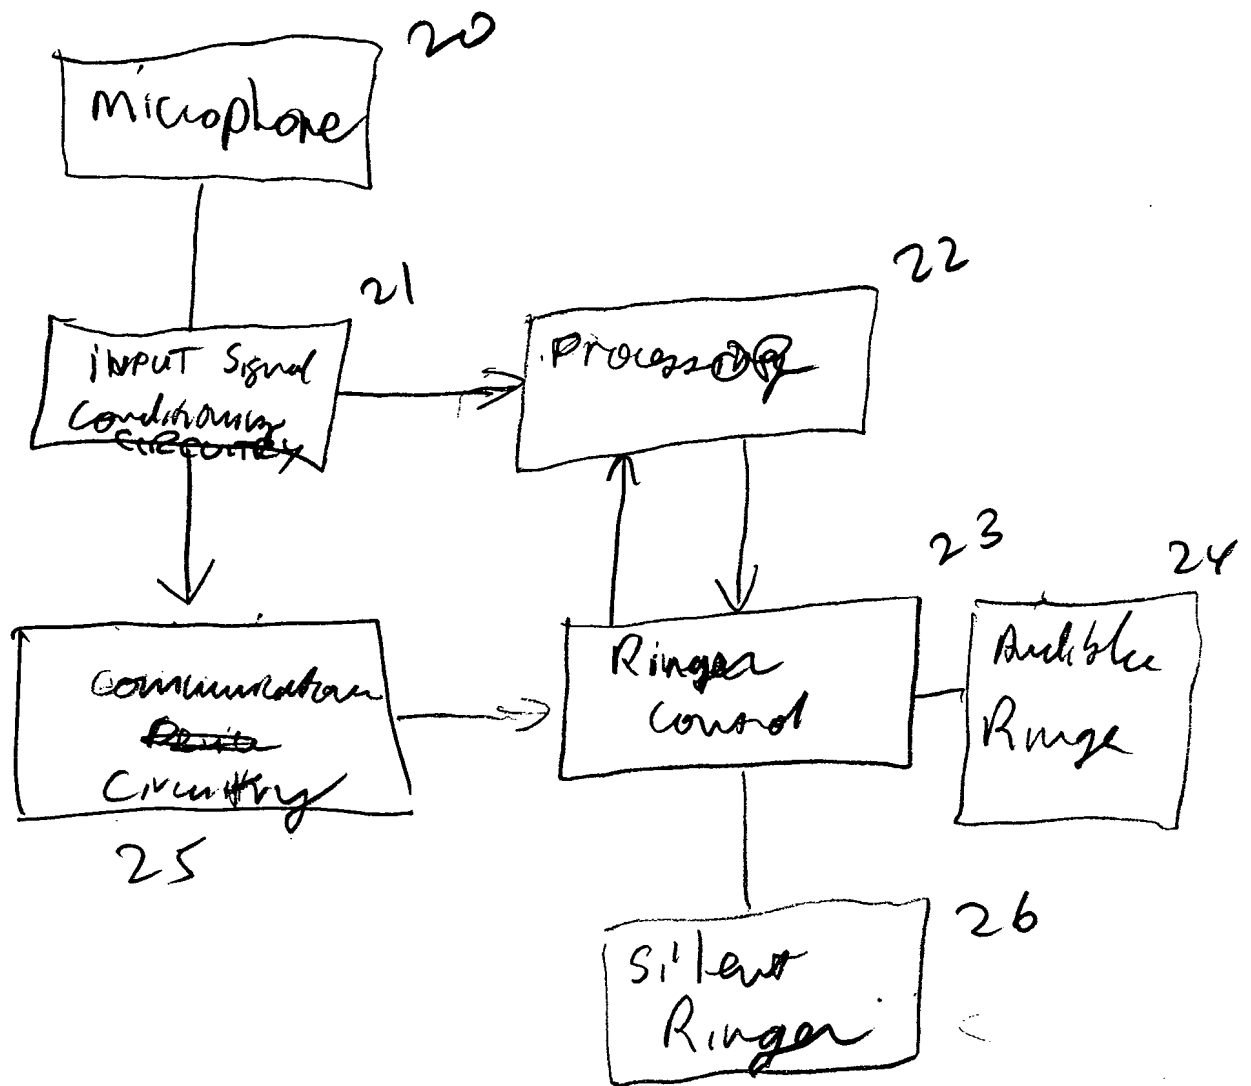 20
Microphone
21
INPUT Signal
Conditioning
CIRCUITRY
22
Processor
23
Ringer
Control
24
Audible
Ringer
Communication
Circuitry
25
26
Silent
Ringer